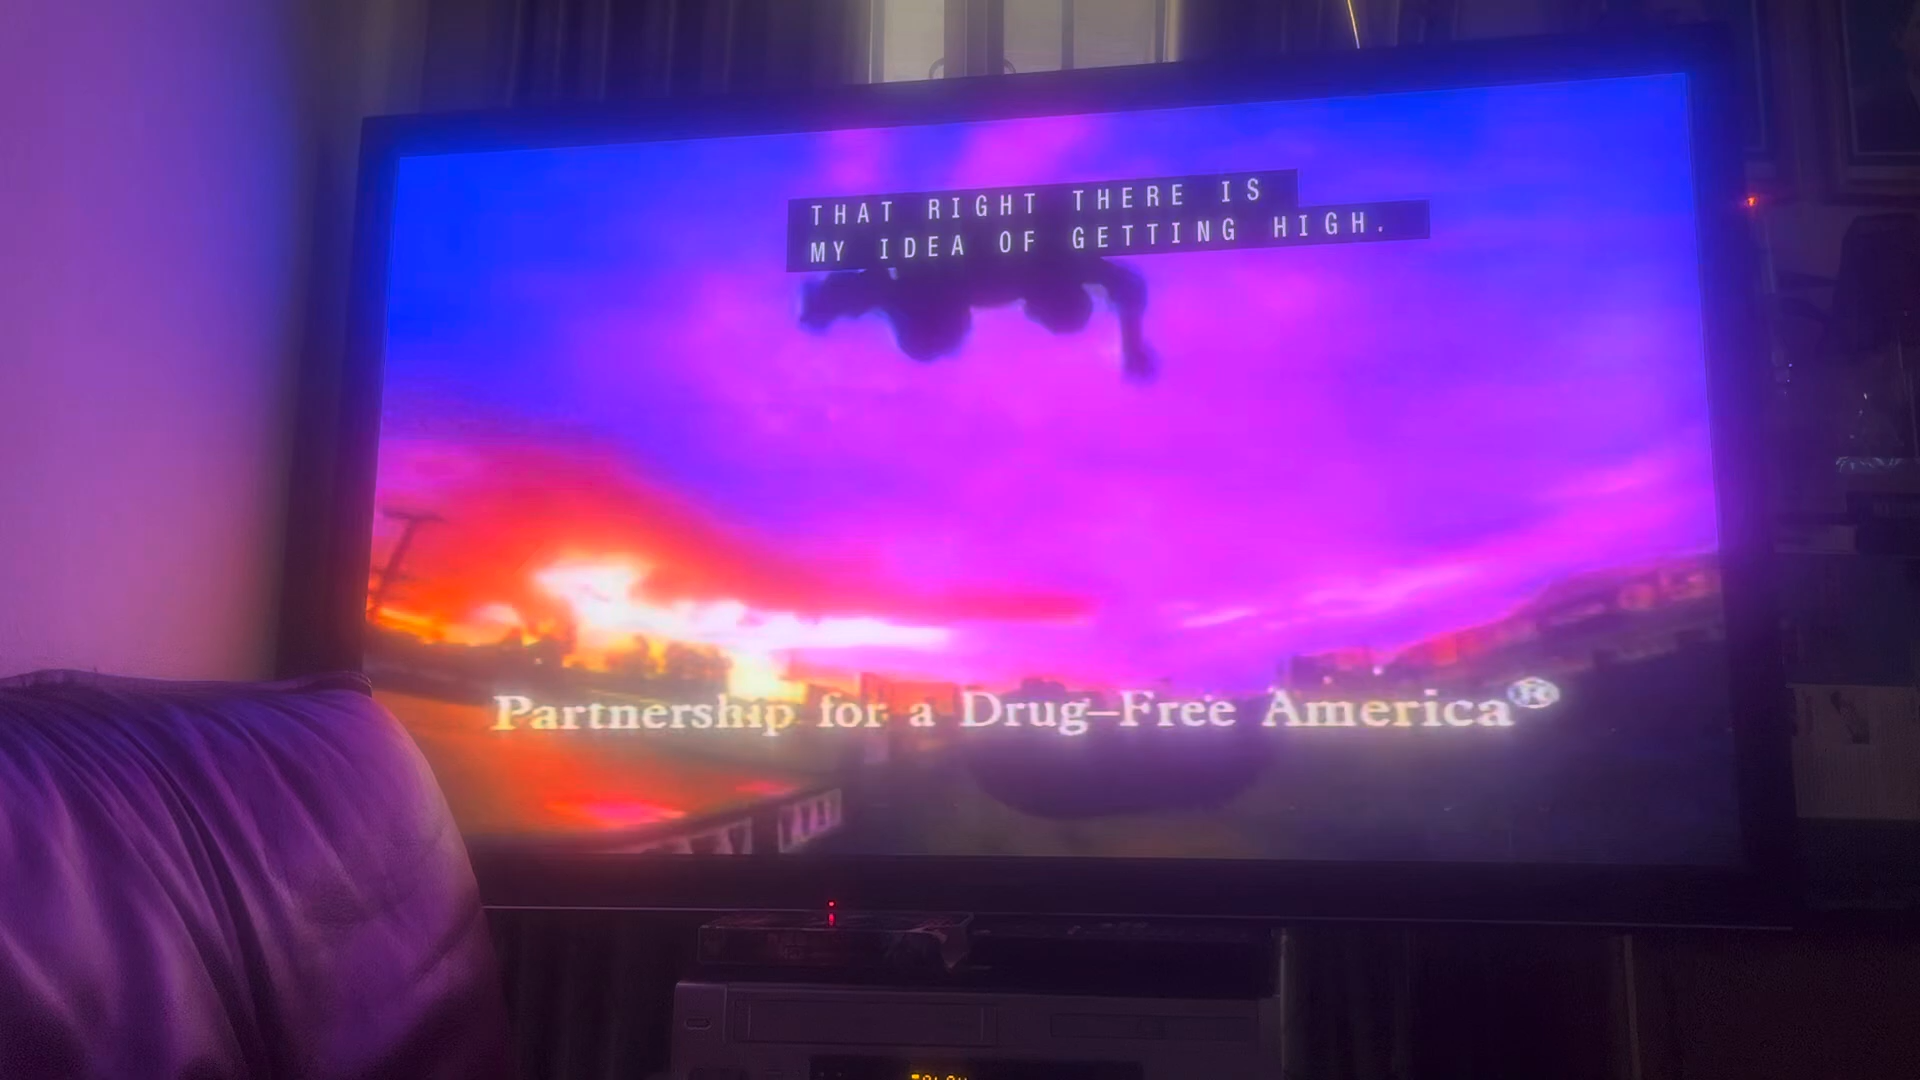 THAT RIGHT THERE IS
MY IDEA OF GETTING HIGH.
Partnership for a Drug-Free America®